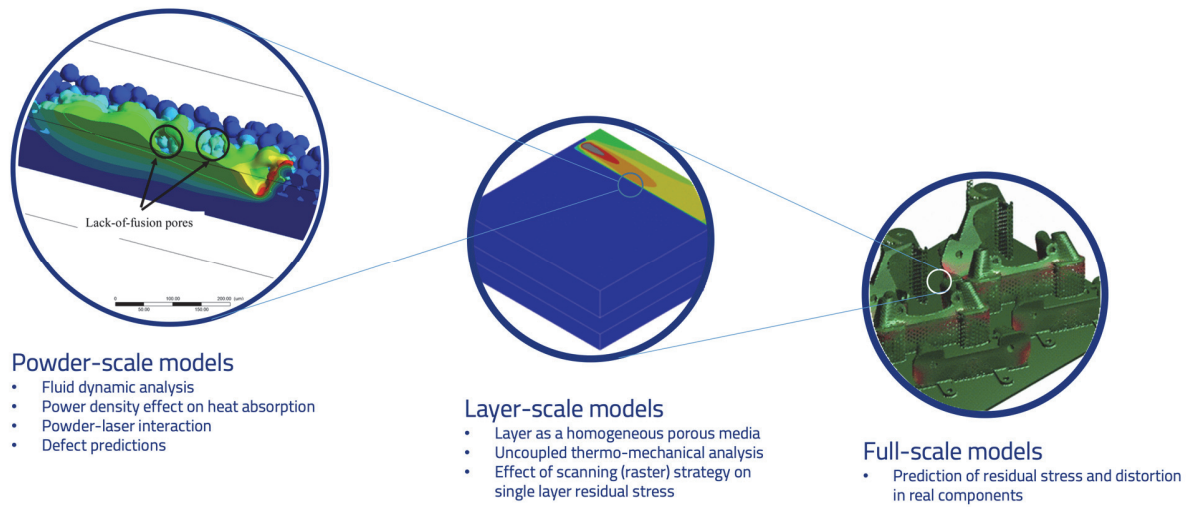 Lack-of-fusion pores
0 100.00 200.00 (um)
50.00 150.00
Powder-scale models
• Fluid dynamic analysis
• Power density effect on heat absorption
• Powder-laser interaction
• Defect predictions
Layer-scale models
• Layer as a homogeneous porous media
• Uncoupled thermo-mechanical analysis
• Effect of scanning (raster) strategy on
single layer residual stress
Full-scale models
• Prediction of residual stress and distortion
in real components